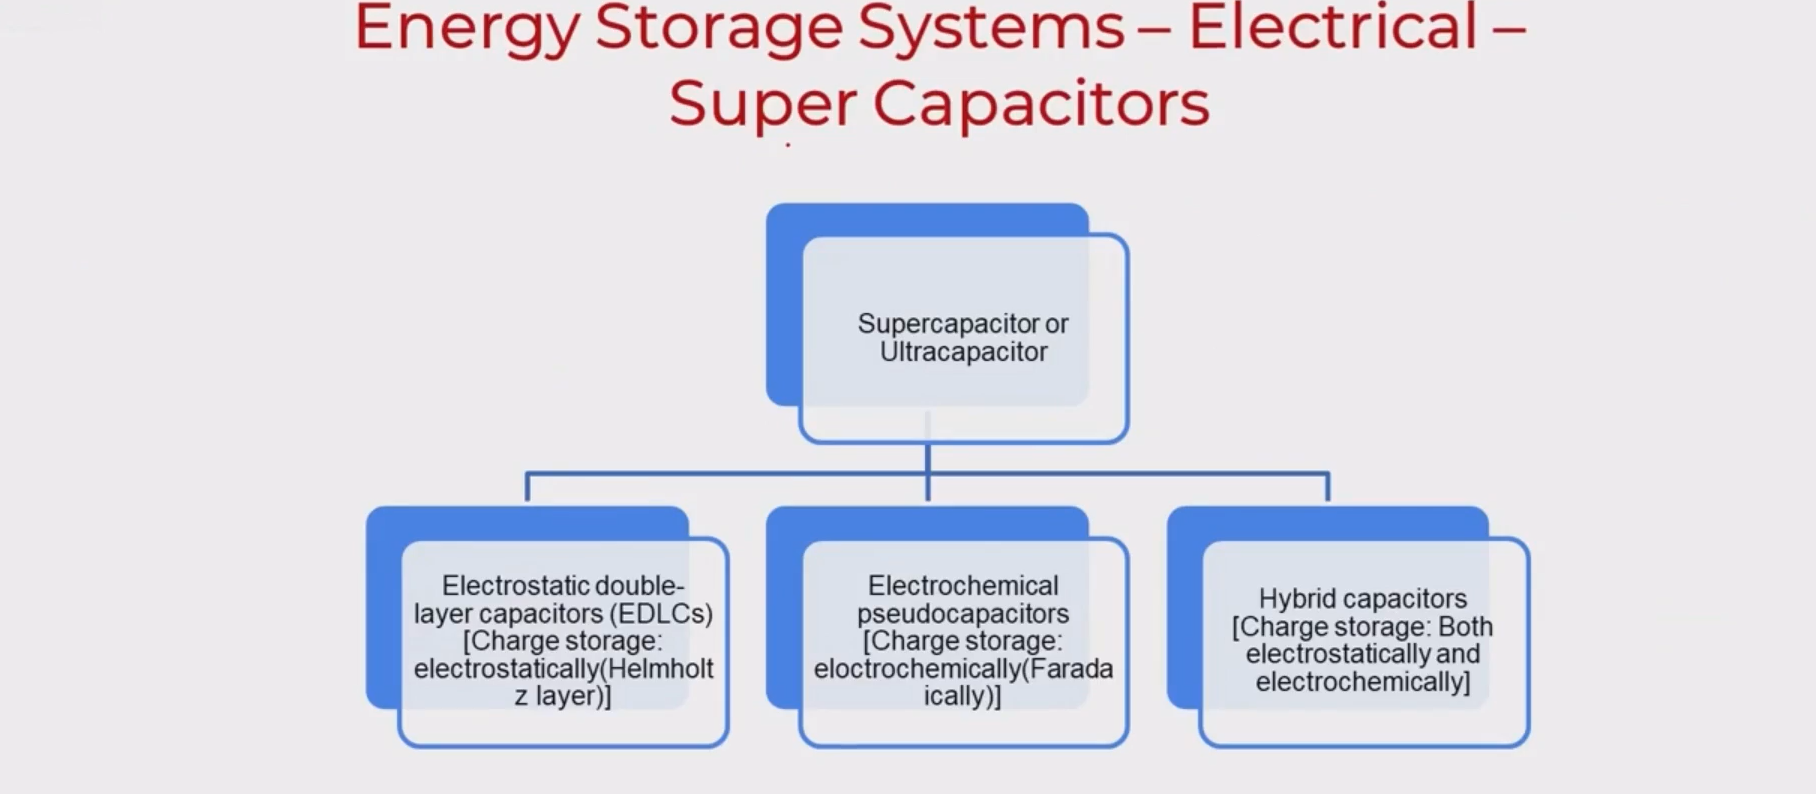 Energy Storage Systems – Electrical –
Super Capacitors
Supercapacitor or
Ultracapacitor
Electrostatic double-
layer capacitors (EDLCs)
[Charge storage:
electrostatically(Helmholt
z layer)]
Electrochemical
pseudocapacitors
[Charge storage:
eloctrochemically(Farada
ically)]
Hybrid capacitors
[Charge storage: Both
electrostatically and
electrochemically]